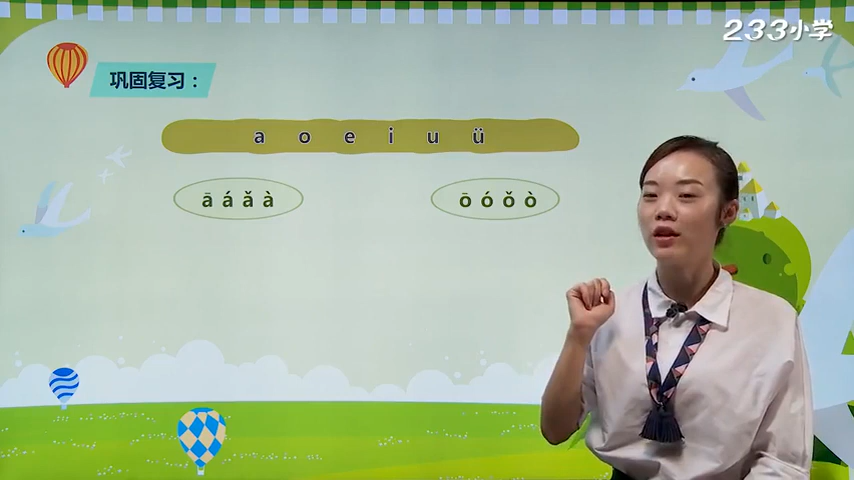 233小学
巩固复习：
a o e i u ü
ā á ǎ à
ō ó ǒ ò